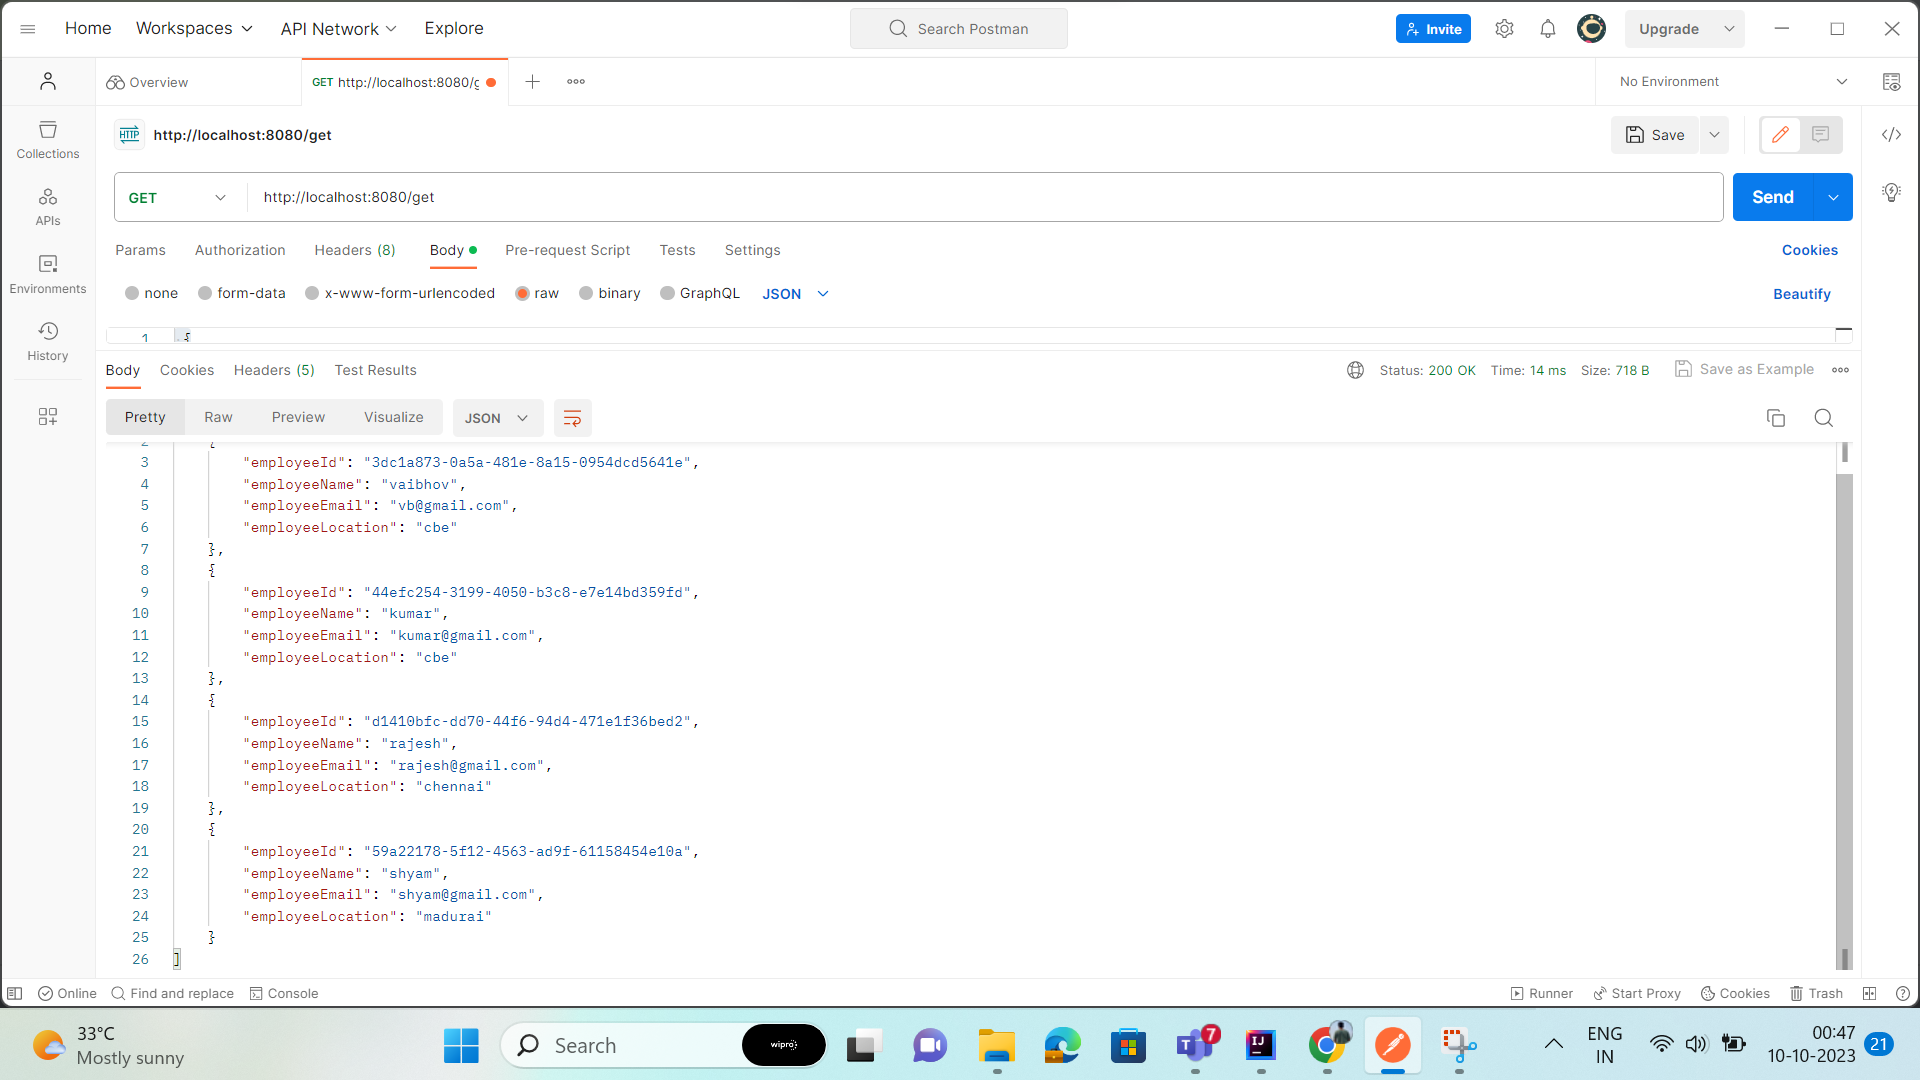 Home Workspaces API Network Explore Search Postman Invite Upgrade
Overview GET http://localhost:8080/g No Environment
HTTP http://localhost:8080/get Save
Collections
GET http://localhost:8080/get Send
APIs
Params Authorization Headers (8) Body Pre-request Script Tests Settings Cookies
Environments
none form-data x-www-form-urlencoded raw binary GraphQL JSON Beautify
1 {
History
Body Cookies Headers (5) Test Results Status: 200 OK Time: 14 ms Size: 718 B Save as Example
Pretty Raw Preview Visualize JSON
2 {
3 "employeeId": "3dc1a873-0a5a-481e-8a15-0954dcd5641e",
4 "employeeName": "vaibhov",
5 "employeeEmail": "vb@gmail.com",
6 "employeeLocation": "cbe"
7 },
8 {
9 "employeeId": "44efc254-3199-4050-b3c8-e7e14bd359fd",
10 "employeeName": "kumar",
11 "employeeEmail": "kumar@gmail.com",
12 "employeeLocation": "cbe"
13 },
14 {
15 "employeeId": "d1410bfc-dd70-44f6-94d4-471e1f36bed2",
16 "employeeName": "rajesh",
17 "employeeEmail": "rajesh@gmail.com",
18 "employeeLocation": "chennai"
19 },
20 {
21 "employeeId": "59a22178-5f12-4563-ad9f-61158454e10a",
22 "employeeName": "shyam",
23 "employeeEmail": "shyam@gmail.com",
24 "employeeLocation": "madurai"
25 }
26 ]
Online Find and replace Console Runner Start Proxy Cookies Trash
33°C
Mostly sunny
Search wipro T 7 IJ
ENG
IN
00:47
10-10-2023 21